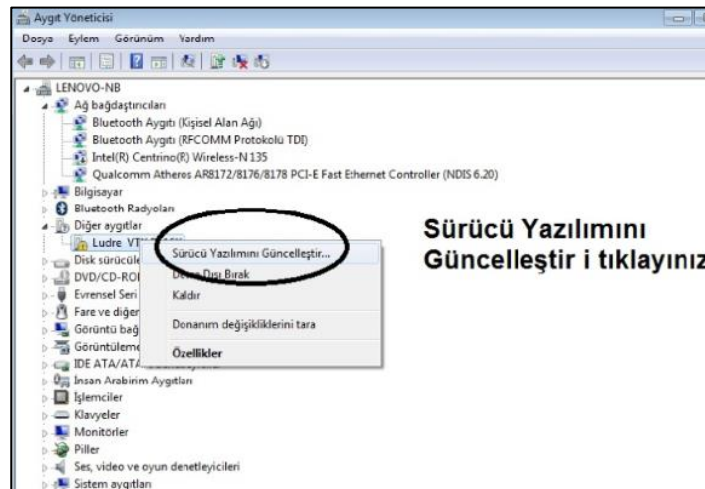 Aygıt Yöneticisi
Dosya Eylem Görünüm Yardım
LENOVO-NB
Ağ bağdaştırıcıları
Bluetooth Aygıtı (Kişisel Alan Ağı)
Bluetooth Aygıtı (RFCOMM Protokolü TDI)
Intel(R) Centrino(R) Wireless-N 135
Qualcomm Atheros AR8172/8176/8178 PCI-E Fast Ethernet Controller (NDIS 6.20)
Bilgisayar
Bluetooth Radyoları
Diğer aygıtlar
Ludre
Sürücü Yazılımını Güncelleştir...
Disk sürücüle
Dışı Bırak
DVD/CD-RO
Kaldır
Evrensel Seri
Fare ve diğer
Donanım değişikliklerini tara
Görüntü bağ
Görüntüleme
Özellikler
IDE ATA/ATA
İnsan Arabirim Aygıtları
İşlemciler
Klavyeler
Monitörler
Piller
Ses, video ve oyun denetleyicileri
Sistem aygıtları
Sürücü Yazılımını
Güncelleştir i tıklayınız